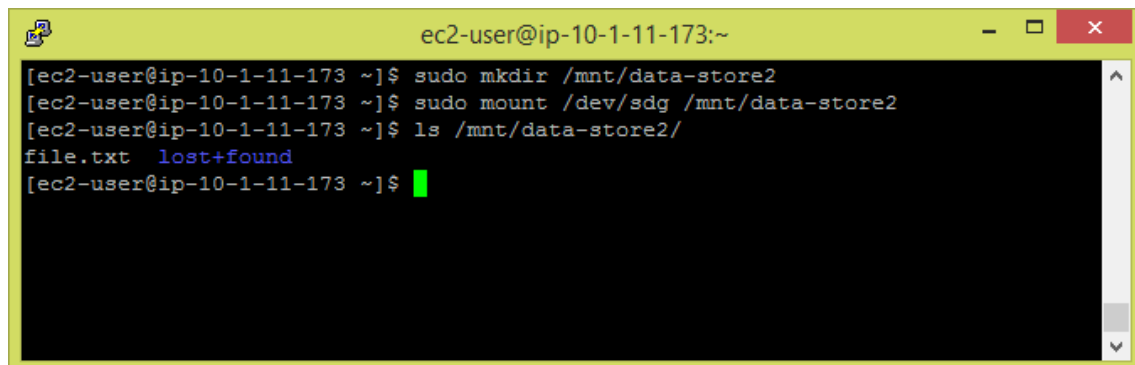 ec2-user@ip-10-1-11-173:~
[ec2-user@ip-10-1-11-173 ~]$ sudo mkdir /mnt/data-store2
[ec2-user@ip-10-1-11-173 ~]$ sudo mount /dev/sdg /mnt/data-store2
[ec2-user@ip-10-1-11-173 ~]$ ls /mnt/data-store2/
file.txt  lost+found
[ec2-user@ip-10-1-11-173 ~]$